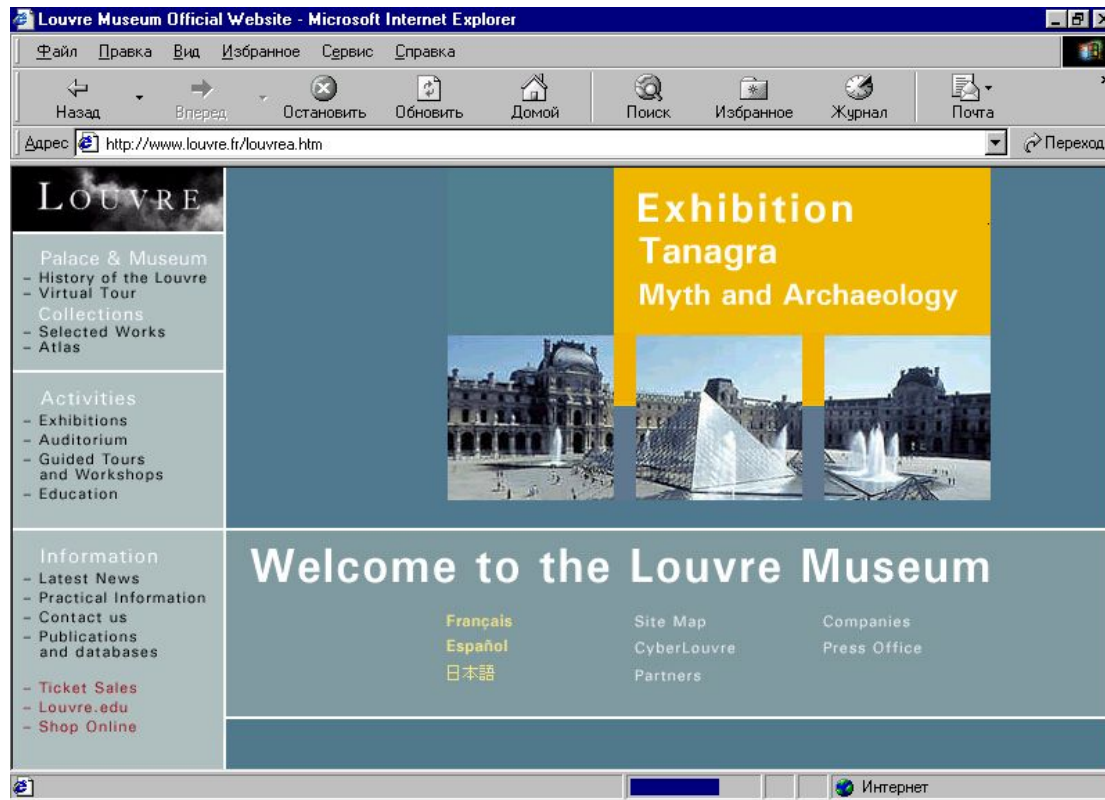 Louvre Museum Official Website - Microsoft Internet Explorer
Файл Правка Вид Избранное Сервис Справка
Назад Вперед Остановить Обновить Домой Поиск Избранное Журнал Почта
Адрес http://www.louvre.fr/louvrea.htm Переход
LOUVRE
Palace & Museum
– History of the Louvre
– Virtual Tour
Collections
– Selected Works
– Atlas
Activities
– Exhibitions
– Auditorium
– Guided Tours
and Workshops
– Education
Information
– Latest News
– Practical Information
– Contact us
– Publications
and databases
– Ticket Sales
– Louvre.edu
– Shop Online
Exhibition
Tanagra
Myth and Archaeology
Welcome to the Louvre Museum
Français Site Map Companies
Español CyberLouvre Press Office
日本語 Partners
Интернет